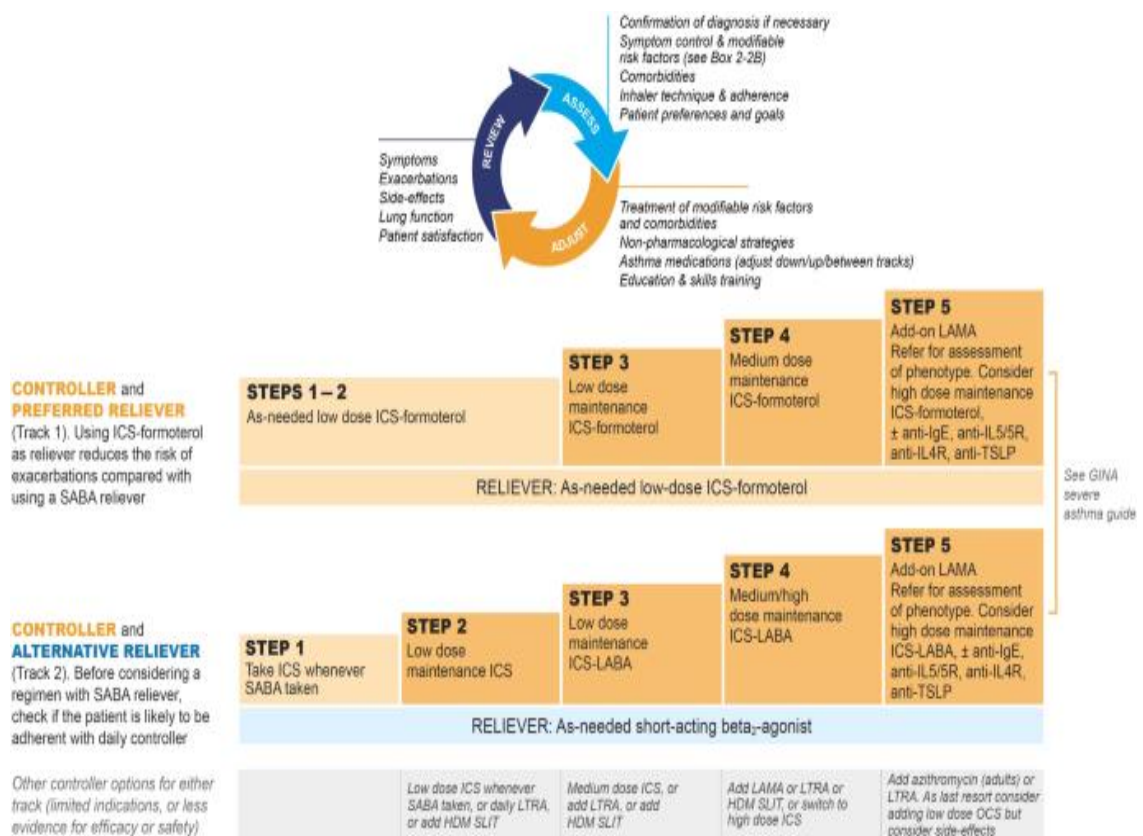 Confirmation of diagnosis if necessary
Symptom control & modifiable
risk factors (see Box 2-2B)
Comorbidities
Inhaler technique & adherence
Patient preferences and goals
REVIEW
ASSESS
ADJUST
Symptoms
Exacerbations
Side-effects
Lung function
Patient satisfaction
Treatment of modifiable risk factors
and comorbidities
Non-pharmacological strategies
Asthma medications (adjust down/up/between tracks)
Education & skills training
CONTROLLER and
PREFERRED RELIEVER
(Track 1). Using ICS-formoterol
as reliever reduces the risk of
exacerbations compared with
using a SABA reliever
STEPS 1 – 2
As-needed low dose ICS-formoterol
STEP 3
Low dose
maintenance
ICS-formoterol
STEP 4
Medium dose
maintenance
ICS-formoterol
STEP 5
Add-on LAMA
Refer for assessment
of phenotype. Consider
high dose maintenance
ICS-formoterol,
± anti-IgE, anti-IL5/5R,
anti-IL4R, anti-TSLP
RELIEVER: As-needed low-dose ICS-formoterol
See GINA
severe
asthma guide
CONTROLLER and
ALTERNATIVE RELIEVER
(Track 2). Before considering a
regimen with SABA reliever,
check if the patient is likely to be
adherent with daily controller
STEP 1
Take ICS whenever
SABA taken
STEP 2
Low dose
maintenance ICS
STEP 3
Low dose
maintenance
ICS-LABA
STEP 4
Medium/high
dose maintenance
ICS-LABA
STEP 5
Add-on LAMA
Refer for assessment
of phenotype. Consider
high dose maintenance
ICS-LABA, ± anti-IgE,
anti-IL5/5R, anti-IL4R,
anti-TSLP
RELIEVER: As-needed short-acting beta₂-agonist
Other controller options for either
track (limited indications, or less
evidence for efficacy or safety)
Low dose ICS whenever
SABA taken, or daily LTRA,
or add HDM SLIT
Medium dose ICS, or
add LTRA, or add
HDM SLIT
Add LAMA or LTRA or
HDM SLIT, or switch to
high dose ICS
Add azithromycin (adults) or
LTRA. As last resort consider
adding low dose OCS but
consider side-effects